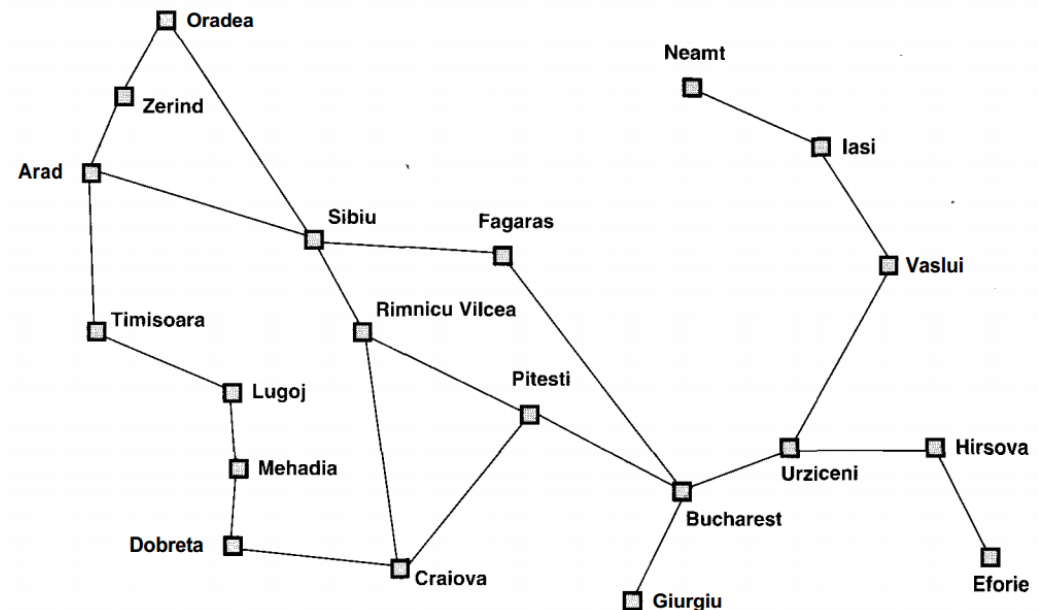 Oradea
Neamt
Zerind
Iasi
Arad
Sibiu
Fagaras
Vaslui
Rimnicu Vilcea
Timisoara
Pitesti
Lugoj
Hirsova
Mehadia
Urziceni
Bucharest
Dobreta
Craiova
Eforie
Giurgiu